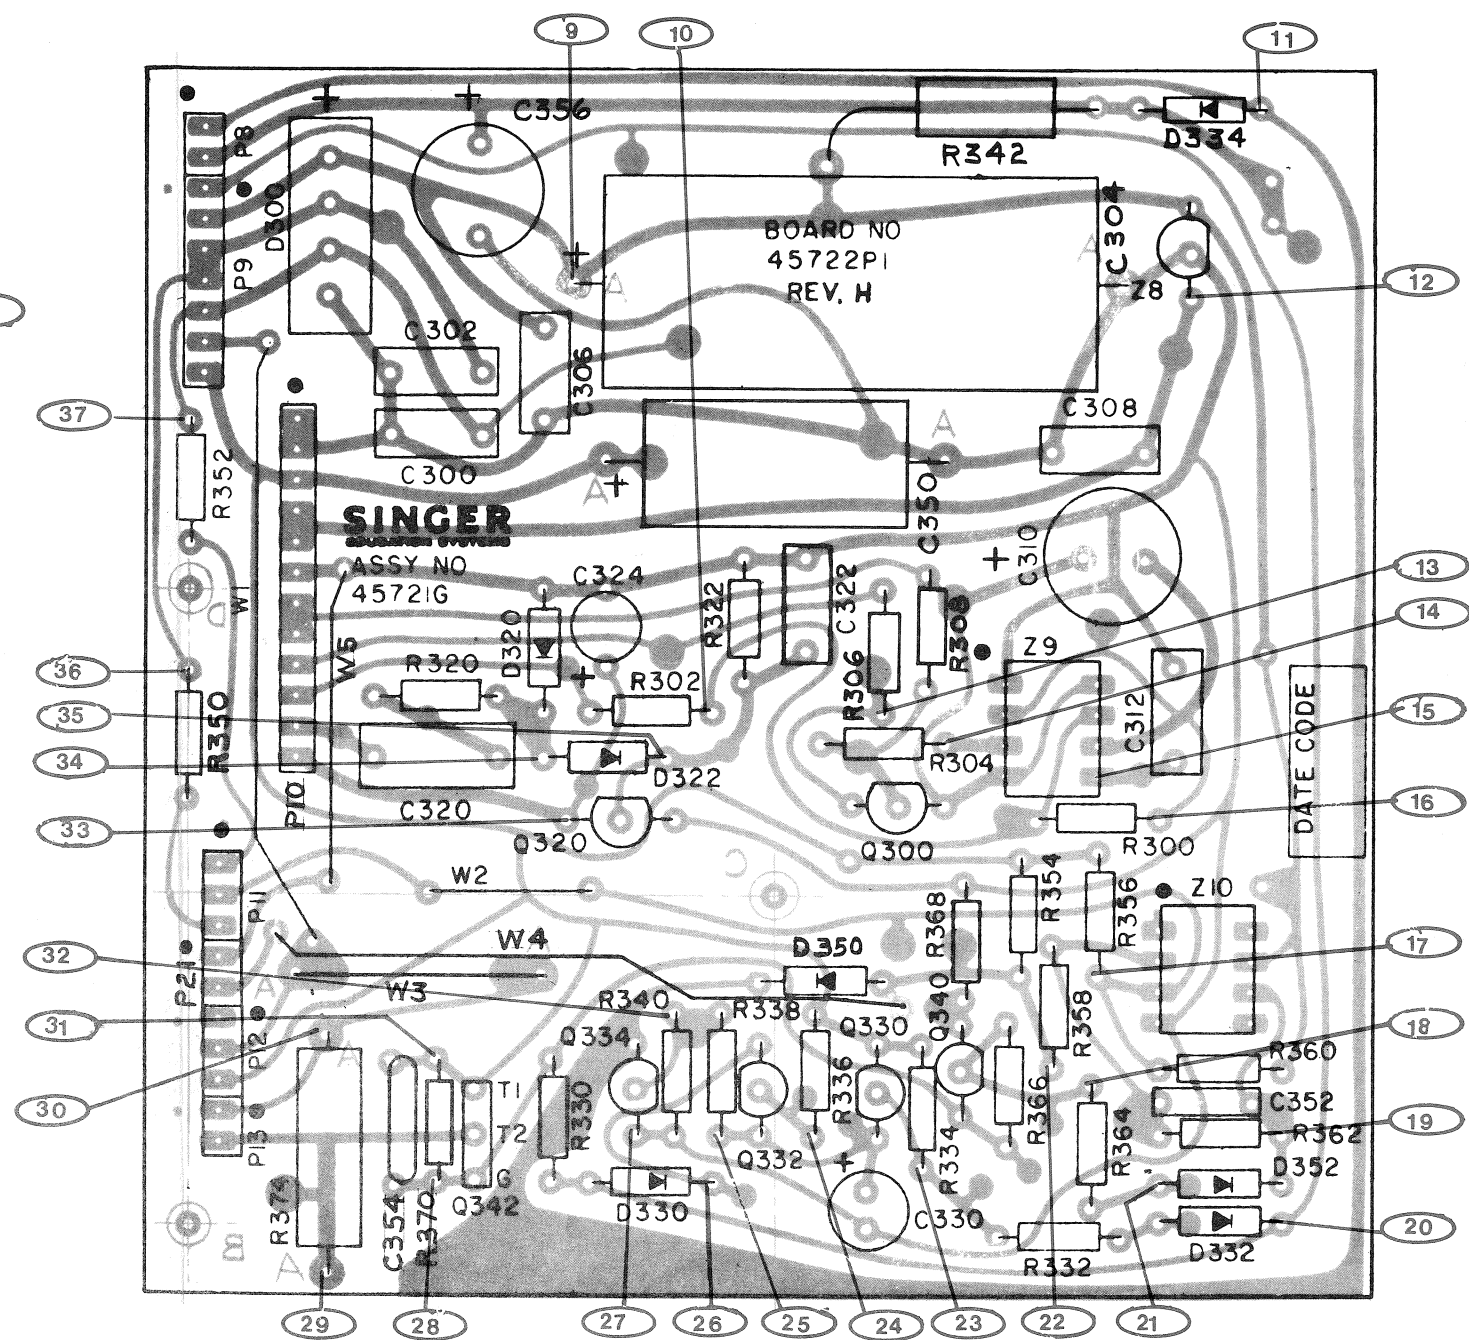 9
10
11
P8
C356
+
+
R342
D334
D300
BOARD NO
45722P1
REV. H
C304
Z8
12
P9
+
A
A
C302
C306
37
C308
A
R352
C300
A
+
C350
SINGER
EDUCATION SYSTEMS
ASSY NO
45721G
C324
C310
+
13
W1
D
W5
D320
R322
C322
R306
R308
Z9
14
36
R320
+
R302
35
R350
C312
15
DATE CODE
34
D322
R304
P10
C320
16
33
Q320
Q300
R300
C
W2
R354
R356
Z10
P11
R368
W4
D350
17
32
P21
A
W3
R340
R338
Q330
Q340
R358
31
P12
Q334
18
A
R360
30
T1
R330
R336
R366
R364
C352
T2
R362
19
P13
Q332
+
R334
D352
G
R374
C354
R370
Q342
D330
C330
20
B
A
R332
D332
29
28
27
26
25
24
23
22
21